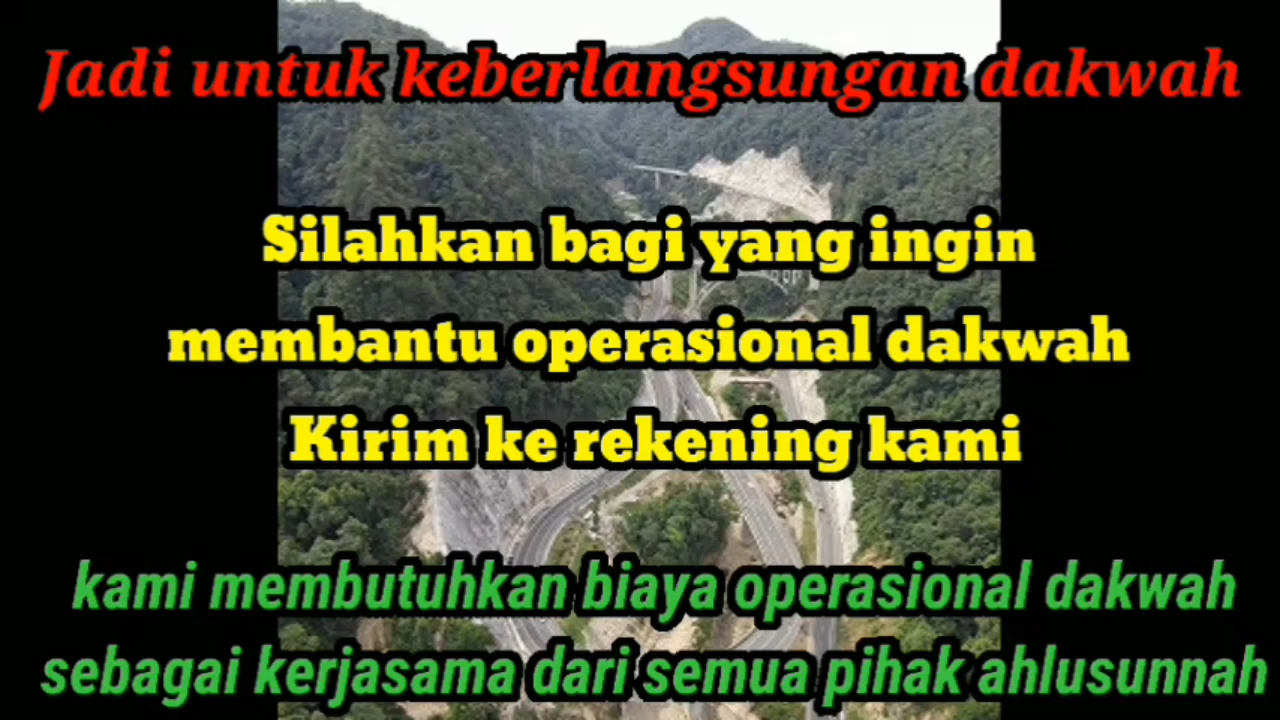 Jadi untuk keberlangsungan dakwah
Silahkan bagi yang ingin
membantu operasional dakwah
Kirim ke rekening kami
kami membutuhkan biaya operasional dakwah
sebagai kerjasama dari semua pihak ahlusunnah